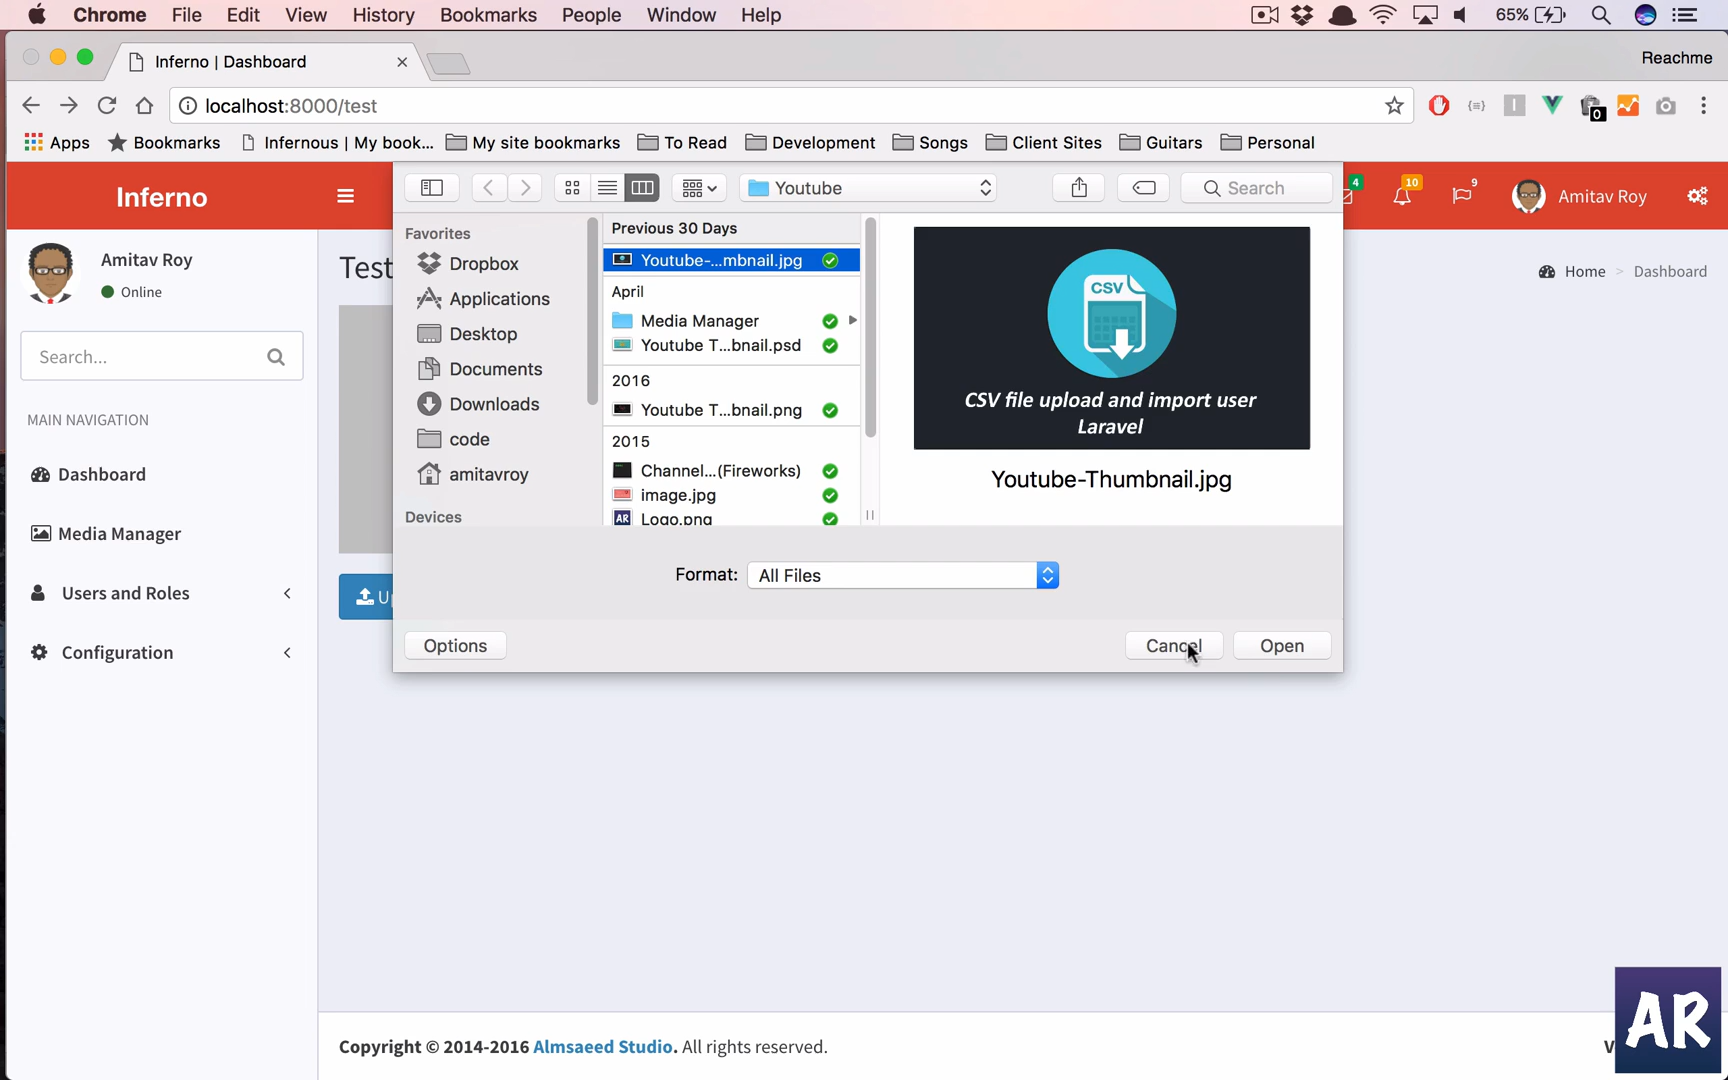 Chrome File Edit View History Bookmarks People Window Help 65%
Inferno | Dashboard Reachme
localhost:8000/test 0
Apps Bookmarks Infernous | My book... My site bookmarks To Read Development Songs Client Sites Guitars Personal
Inferno Youtube Search 4 10 9 Amitav Roy
Amitav Roy
Online
Search...
MAIN NAVIGATION
Dashboard
Media Manager
Users and Roles
Configuration
Test
Up
Home > Dashboard
Favorites
Dropbox
Applications
Desktop
Documents
Downloads
code
amitavroy
Devices
Previous 30 Days
Youtube-...mbnail.jpg
April
Media Manager
Youtube T...bnail.psd
2016
Youtube T...bnail.png
2015
Channel...(Fireworks)
image.jpg
AR Logo.png
CSV
CSV file upload and import user
Laravel
Youtube-Thumbnail.jpg
Format: All Files
Options Cancel Open
Copyright © 2014-2016 Almsaeed Studio. All rights reserved.
AR